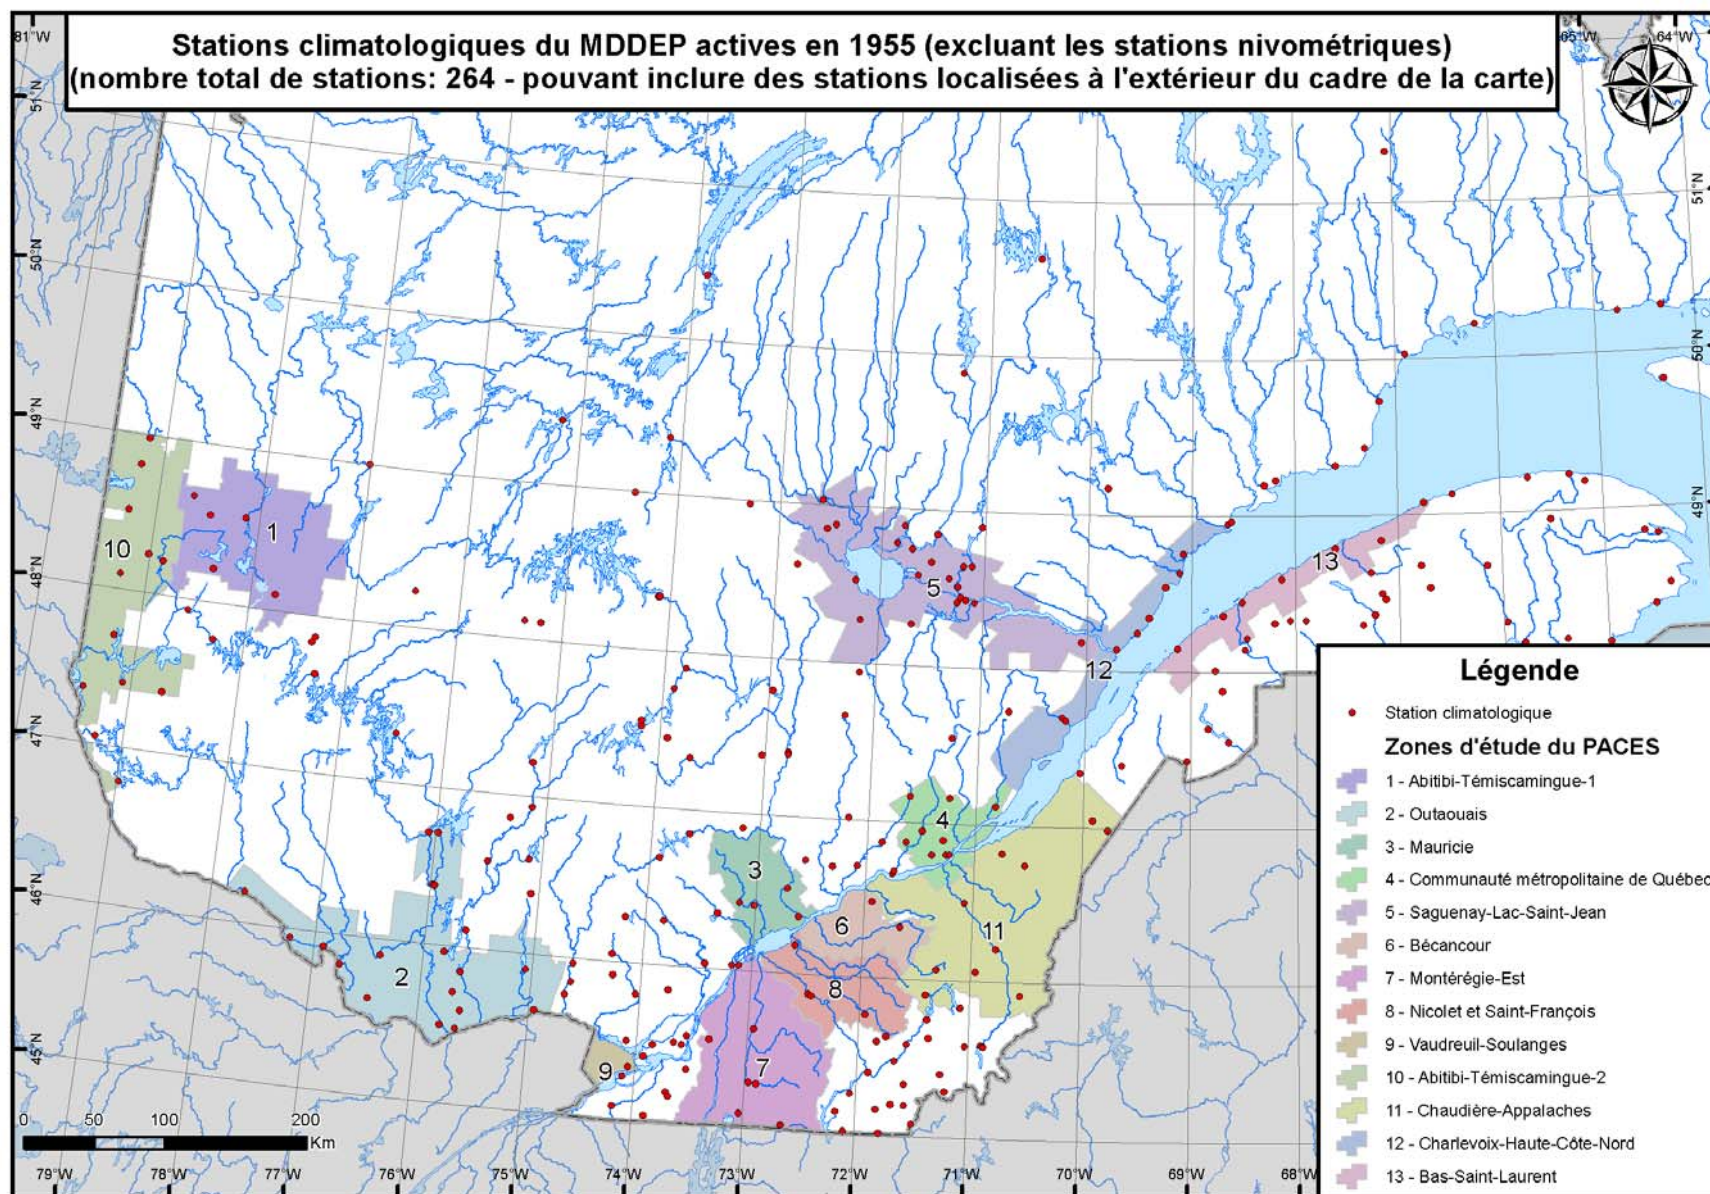 Stations climatologiques du MDDEP actives en 1955 (excluant les stations nivométriques)
(nombre total de stations: 264 - pouvant inclure des stations localisées à l'extérieur du cadre de la carte)
81°W
65°W
64°W
51°N
50°N
49°N
48°N
47°N
46°N
45°N
51°N
50°N
49°N
1
10
5
13
12
4
3
6
11
2
8
7
9
Légende
Station climatologique
Zones d'étude du PACES
1 - Abitibi-Témiscamingue-1
2 - Outaouais
3 - Mauricie
4 - Communauté métropolitaine de Québec
5 - Saguenay-Lac-Saint-Jean
6 - Bécancour
7 - Montérégie-Est
8 - Nicolet et Saint-François
9 - Vaudreuil-Soulanges
10 - Abitibi-Témiscamingue-2
11 - Chaudière-Appalaches
12 - Charlevoix-Haute-Côte-Nord
13 - Bas-Saint-Laurent
0 50 100 200
Km
79°W 78°W 77°W 76°W 75°W 74°W 73°W 72°W 71°W 70°W 69°W 68°W